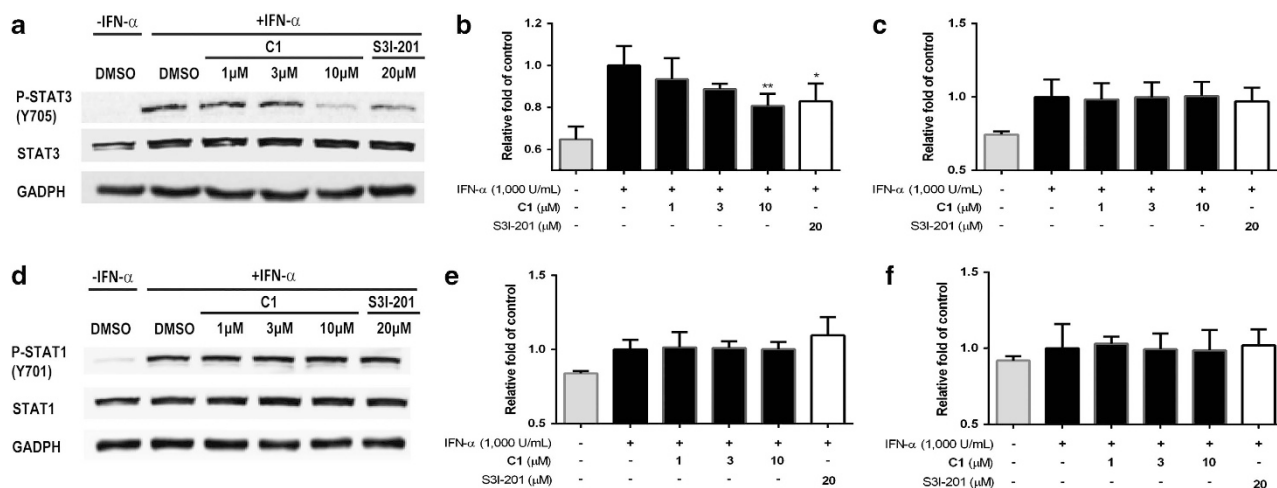 a
-IFN-α +IFN-α
C1 S3I-201
DMSO DMSO 1μM 3μM 10μM 20μM
P-STAT3
(Y705)
STAT3
GADPH
b
Relative fold of control
1.2
1.0
0.8
0.6
** *
IFN-α (1,000 U/mL) - + + + + +
C1 (μM) - - 1 3 10 -
S3I-201 (μM) - - - - - 20
c
Relative fold of control
1.5
1.0
0.5
IFN-α (1,000 U/mL) - + + + + +
C1 (μM) - - 1 3 10 -
S3I-201 (μM) - - - - - 20
d
-IFN-α +IFN-α
C1 S3I-201
DMSO DMSO 1μM 3μM 10μM 20μM
P-STAT1
(Y701)
STAT1
GADPH
e
Relative fold of control
1.5
1.0
0.5
IFN-α (1,000 U/mL) - + + + + +
C1 (μM) - - 1 3 10 -
S3I-201 (μM) - - - - - 20
f
Relative fold of control
1.5
1.0
0.5
IFN-α (1,000 U/mL) - + + + + +
C1 (μM) - - 1 3 10 -
S3I-201 (μM) - - - - - 20